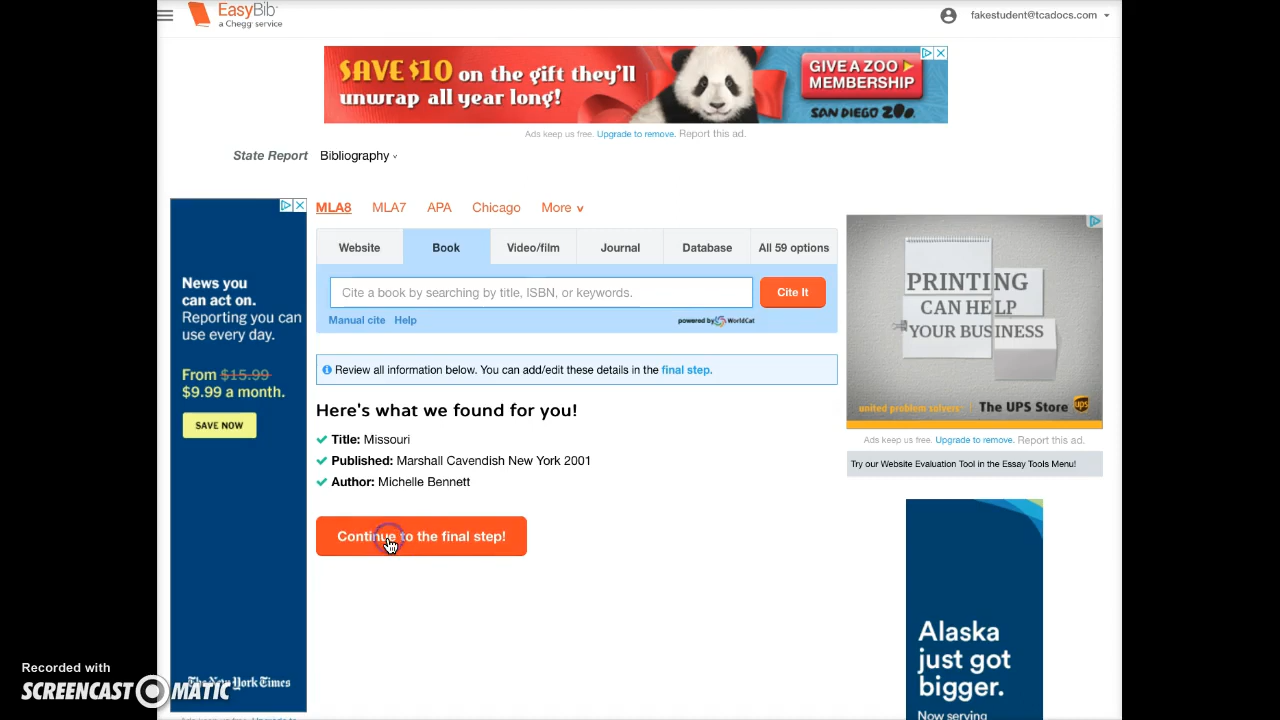 EasyBib
a Chegg service
fakestudent@tcadocs.com
SAVE $10 on the gift they'll
unwrap all year long!
GIVE A ZOO
MEMBERSHIP
SAN DIEGO ZOO.
Ads keep us free. Upgrade to remove. Report this ad.
State Report Bibliography
MLA8 MLA7 APA Chicago More
Website Book Video/film Journal Database All 59 options
Cite a book by searching by title, ISBN, or keywords.
Cite It
Manual cite Help
powered by WorldCat
Review all information below. You can add/edit these details in the final step.
Here's what we found for you!
Title: Missouri
Published: Marshall Cavendish New York 2001
Author: Michelle Bennett
Continue to the final step!
News you
can act on.
Reporting you can
use every day.
From $15.99
$9.99 a month.
SAVE NOW
The New York Times
PRINTING
CAN HELP
YOUR BUSINESS
united problem solvers™
The UPS Store
ups
Ads keep us free. Upgrade to remove. Report this ad.
Try our Website Evaluation Tool in the Essay Tools Menu!
Alaska
just got
bigger.
Now serving
Recorded with
SCREENCAST-O-MATIC